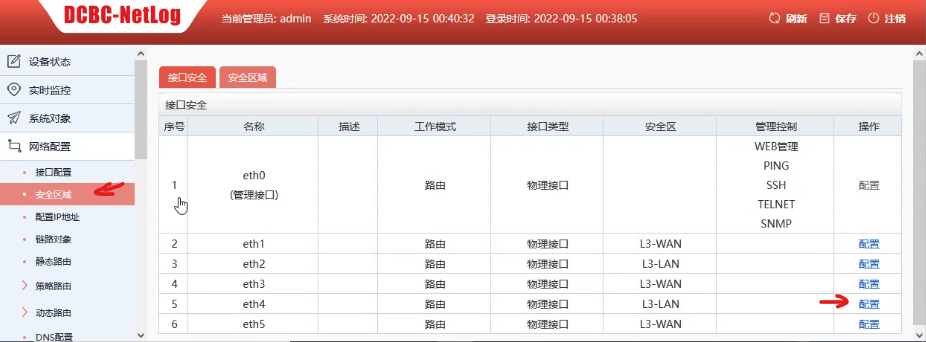 DCBC-NetLog
当前管理员: admin 系统时间: 2022-09-15 00:40:32 登录时间: 2022-09-15 00:38:05 刷新 保存 注销
设备状态
实时监控
系统对象
网络配置
接口配置
安全区域
配置IP地址
链路对象
静态路由
策略路由
动态路由
DNS配置
接口安全 安全区域
接口安全
序号 名称 描述 工作模式 接口类型 安全区 管理控制 操作
1 eth0 (管理接口) 路由 物理接口 WEB管理 PING SSH TELNET SNMP 配置
2 eth1 路由 物理接口 L3-WAN 配置
3 eth2 路由 物理接口 L3-LAN 配置
4 eth3 路由 物理接口 L3-WAN 配置
5 eth4 路由 物理接口 L3-LAN 配置
6 eth5 路由 物理接口 L3-WAN 配置